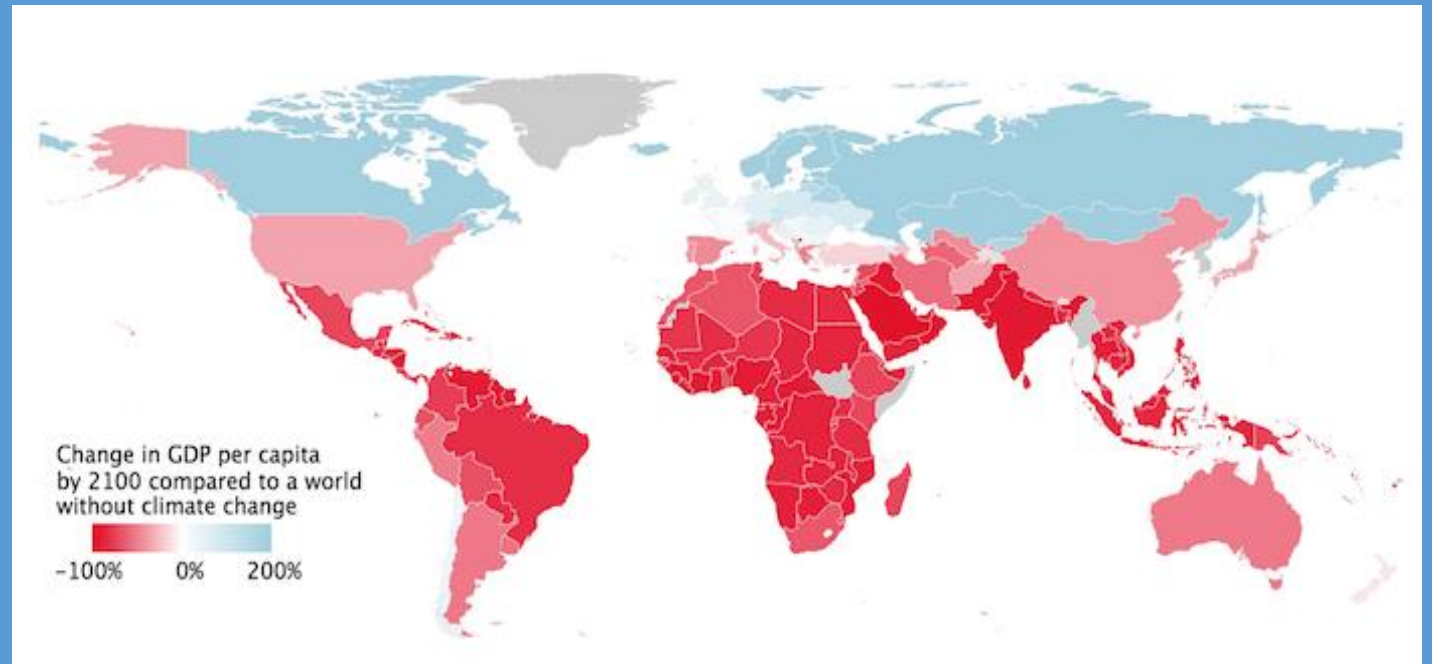 Change in GDP per capita
by 2100 compared to a world
without climate change
-100% 0% 200%